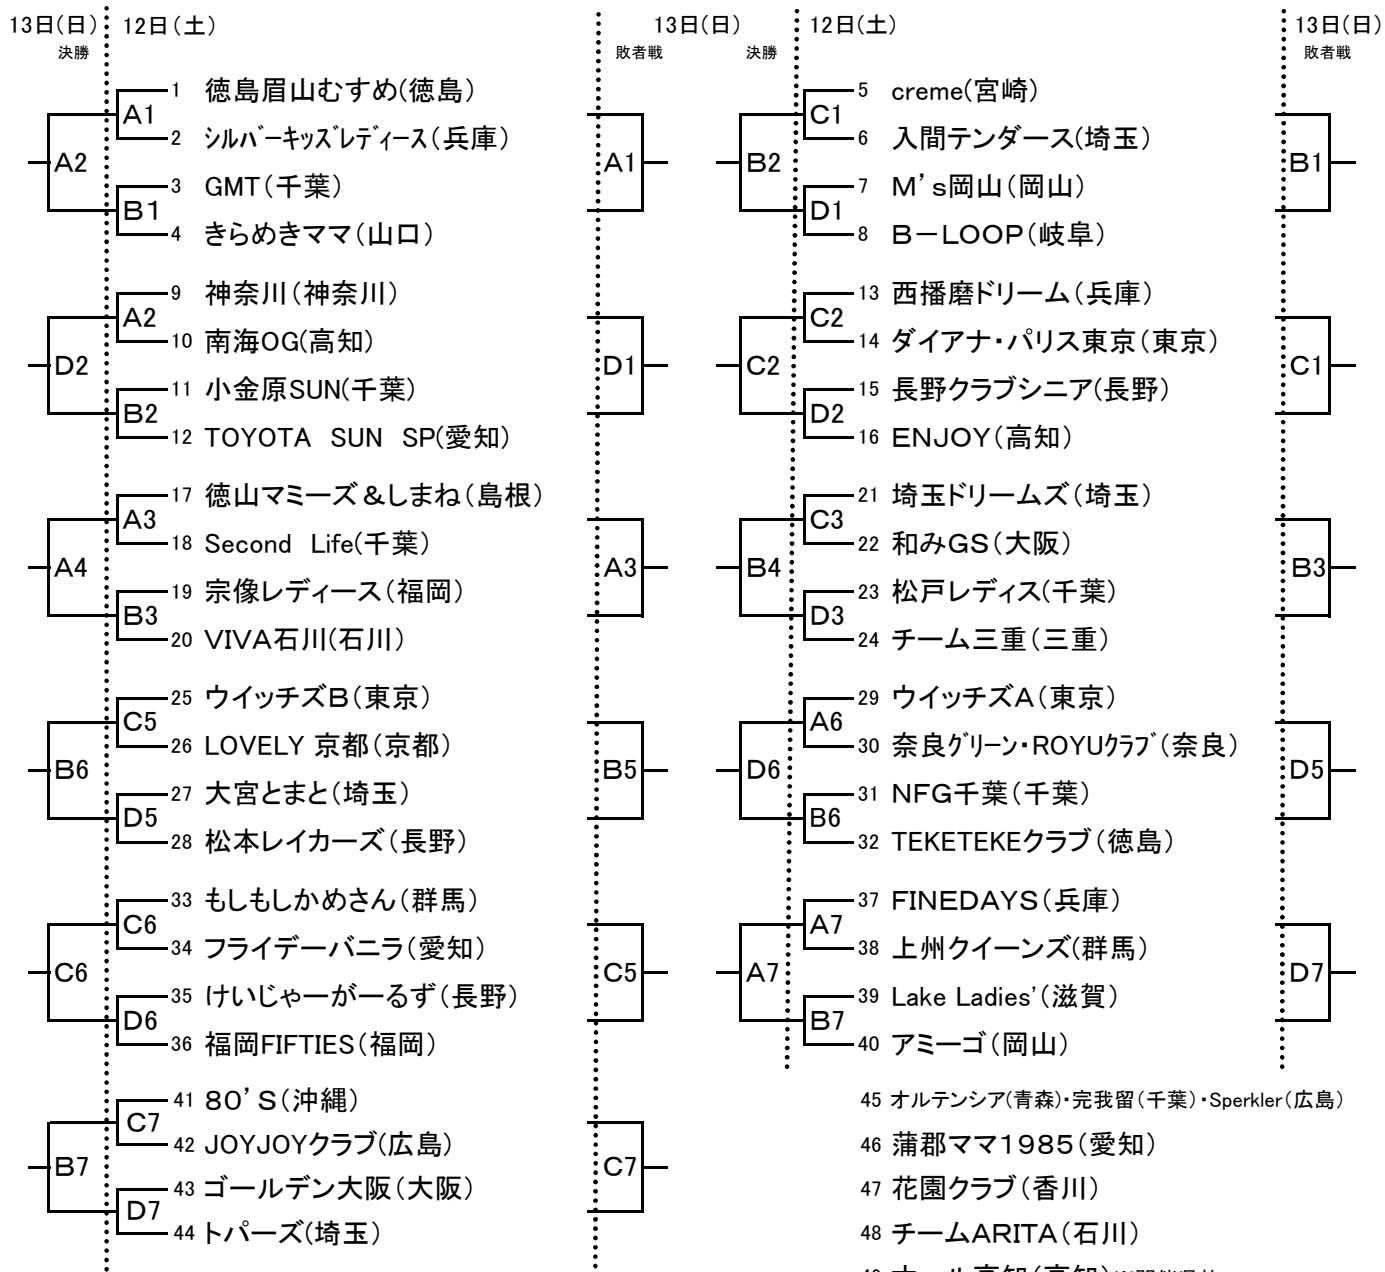 13日(日) 12日(土) 13日(日) 12日(土) 13日(日)
決勝 敗者戦 決勝 敗者戦
1 徳島眉山むすめ(徳島)
A1
2 シルバーキッズレディース(兵庫)
A2 A1
3 GMT(千葉)
B1
4 きらめきママ(山口)
5 creme(宮崎)
C1
6 入間テンダース(埼玉)
B2 B1
7 M's岡山(岡山)
D1
8 B－LOOP(岐阜)
9 神奈川(神奈川)
A2
10 南海OG(高知)
D2 D1
11 小金原SUN(千葉)
B2
12 TOYOTA SUN SP(愛知)
13 西播磨ドリーム(兵庫)
C2
14 ダイアナ・パリス東京(東京)
C2 C1
15 長野クラブシニア(長野)
D2
16 ENJOY(高知)
17 徳山マミーズ&しまね(島根)
A3
18 Second Life(千葉)
A4 A3
19 宗像レディース(福岡)
B3
20 VIVA石川(石川)
21 埼玉ドリームズ(埼玉)
C3
22 和みGS(大阪)
B4 B3
23 松戸レディス(千葉)
D3
24 チーム三重(三重)
25 ウイッチズB(東京)
C5
26 LOVELY 京都(京都)
B6 B5
27 大宮とまと(埼玉)
D5
28 松本レイカーズ(長野)
29 ウイッチズA(東京)
A6
30 奈良グリーン・ROYUクラブ(奈良)
D6 D5
31 NFG千葉(千葉)
B6
32 TEKETEKEクラブ(徳島)
33 もしもしかめさん(群馬)
C6
34 フライデーバニラ(愛知)
C6 C5
35 けいじゃーがーるず(長野)
D6
36 福岡FIFTIES(福岡)
37 FINEDAYS(兵庫)
A7
38 上州クイーンズ(群馬)
A7 D7
39 Lake Ladies'(滋賀)
B7
40 アミーゴ(岡山)
41 80'S(沖縄)
C7
42 JOYJOYクラブ(広島)
B7 C7
43 ゴールデン大阪(大阪)
D7
44 トパーズ(埼玉)
45 オルテンシア(青森)・完我留(千葉)・Sperkler(広島)
46 蒲郡ママ1985(愛知)
47 花園クラブ(香川)
48 チームARITA(石川)